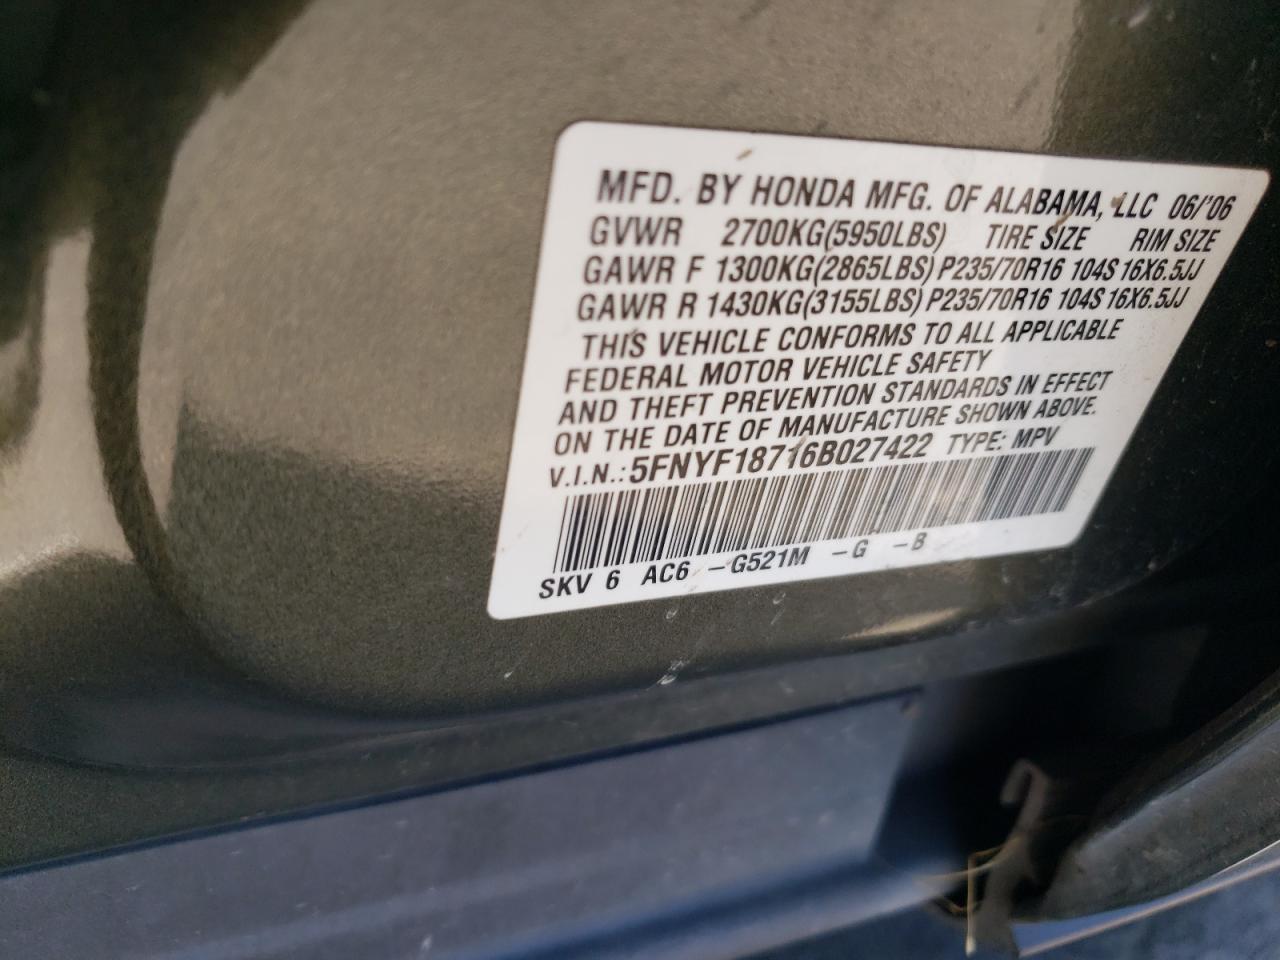 MFD. BY HONDA MFG. OF ALABAMA, LLC 06/'06
GVWR 2700KG(5950LBS) TIRE SIZE RIM SIZE
GAWR F 1300KG(2865LBS) P235/70R16 104S 16X6.5JJ
GAWR R 1430KG(3155LBS) P235/70R16 104S 16X6.5JJ
THIS VEHICLE CONFORMS TO ALL APPLICABLE
FEDERAL MOTOR VEHICLE SAFETY
AND THEFT PREVENTION STANDARDS IN EFFECT
ON THE DATE OF MANUFACTURE SHOWN ABOVE.
V.I.N.: 5FNYF18716B027422 TYPE: MPV
SKV 6 AC6 -G521M -G -B